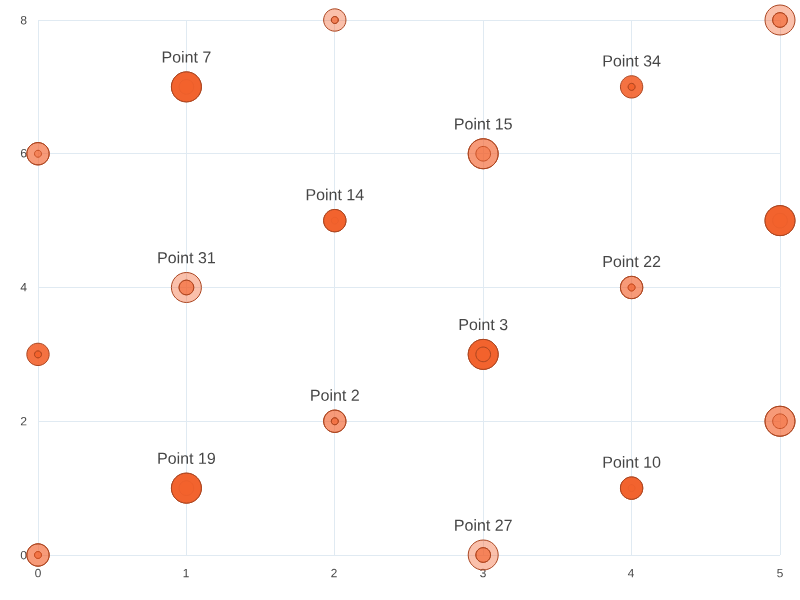 8
Point 7
Point 34
Point 15
6
Point 14
Point 31
Point 22
4
Point 3
Point 2
2
Point 19
Point 10
Point 27
0
0 1 2 3 4 5